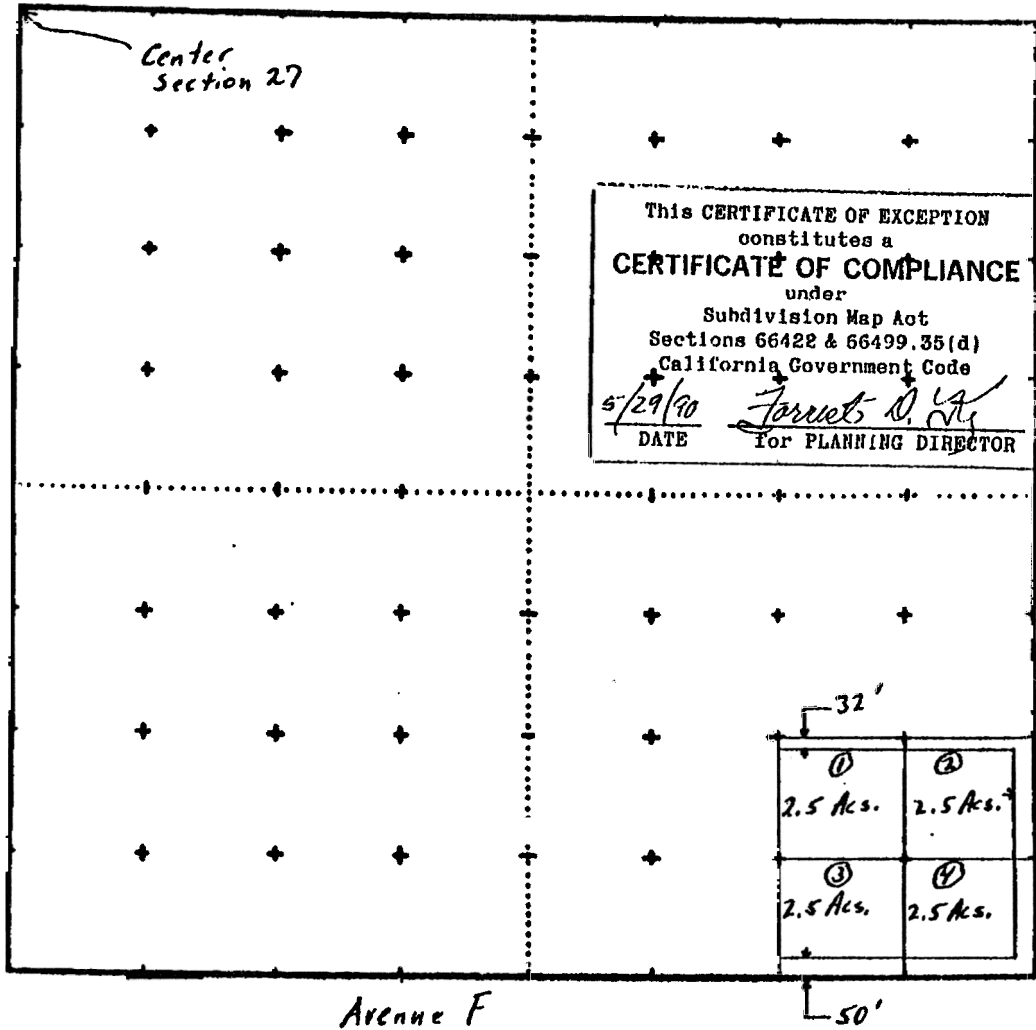 Center
Section 27
This CERTIFICATE OF EXCEPTION
constitutes a
CERTIFICATE OF COMPLIANCE
under
Subdivision Map Act
Sections 66422 & 66499.35(d)
California Government Code
5/29/90
DATE for PLANNING DIRECTOR
32'
① ②
2.5 Acs. 2.5 Acs.
③ ④
2.5 Acs. 2.5 Acs.
50'
Avenue F